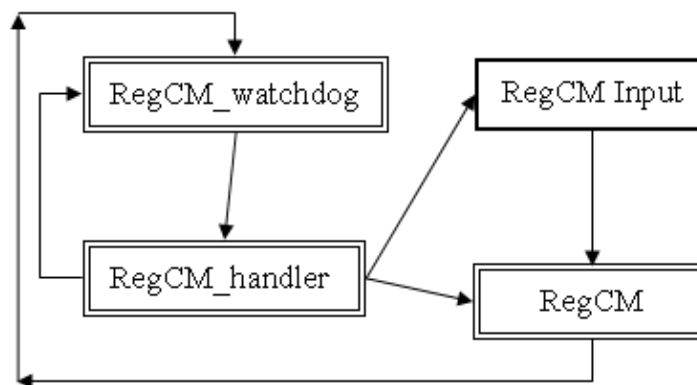 RegCM_watchdog
RegCM Input
RegCM_handler
RegCM